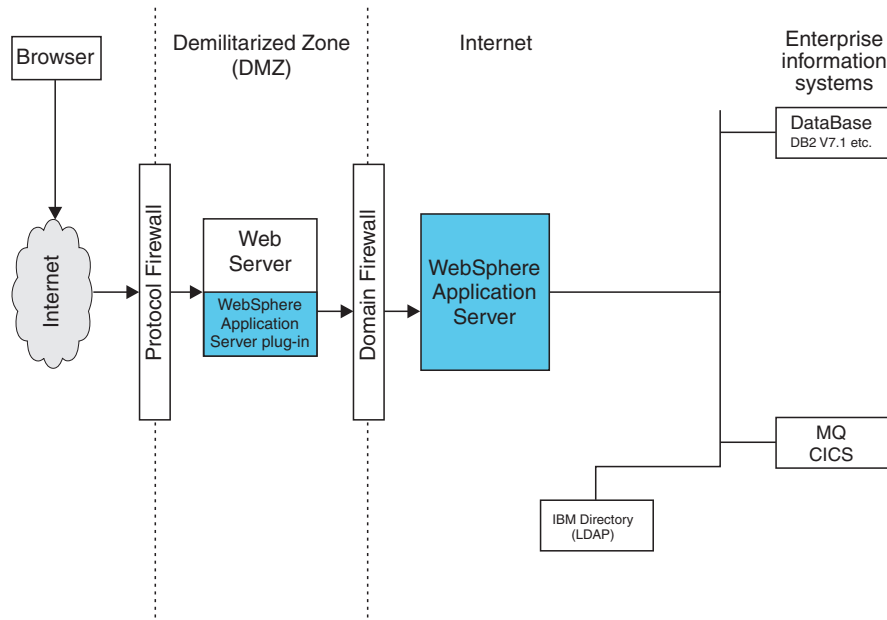 Browser
Demilitarized Zone
(DMZ)
Internet
Enterprise
information
systems
DataBase
DB2 V7.1 etc.
Internet
Protocol Firewall
Web
Server
WebSphere
Application
Server plug-in
Domain Firewall
WebSphere
Application
Server
MQ
CICS
IBM Directory
(LDAP)